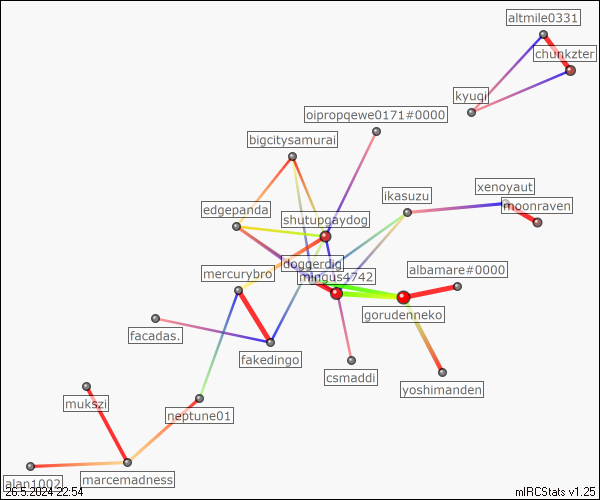 altmile0331
chunkzter
kyuqi
oipropqewe0171#0000
bigcitysamurai
ikasuzu
xenoyaut
moonraven
edgepanda
shutupgaydog
doggerdig
mingus4742
mercurybro
albamare#0000
gorudenneko
facadas.
fakedingo
csmaddi
yoshimanden
mukszi
neptune01
marcemadness
alan1002
26.5.2024 22:54
mIRCStats v1.25